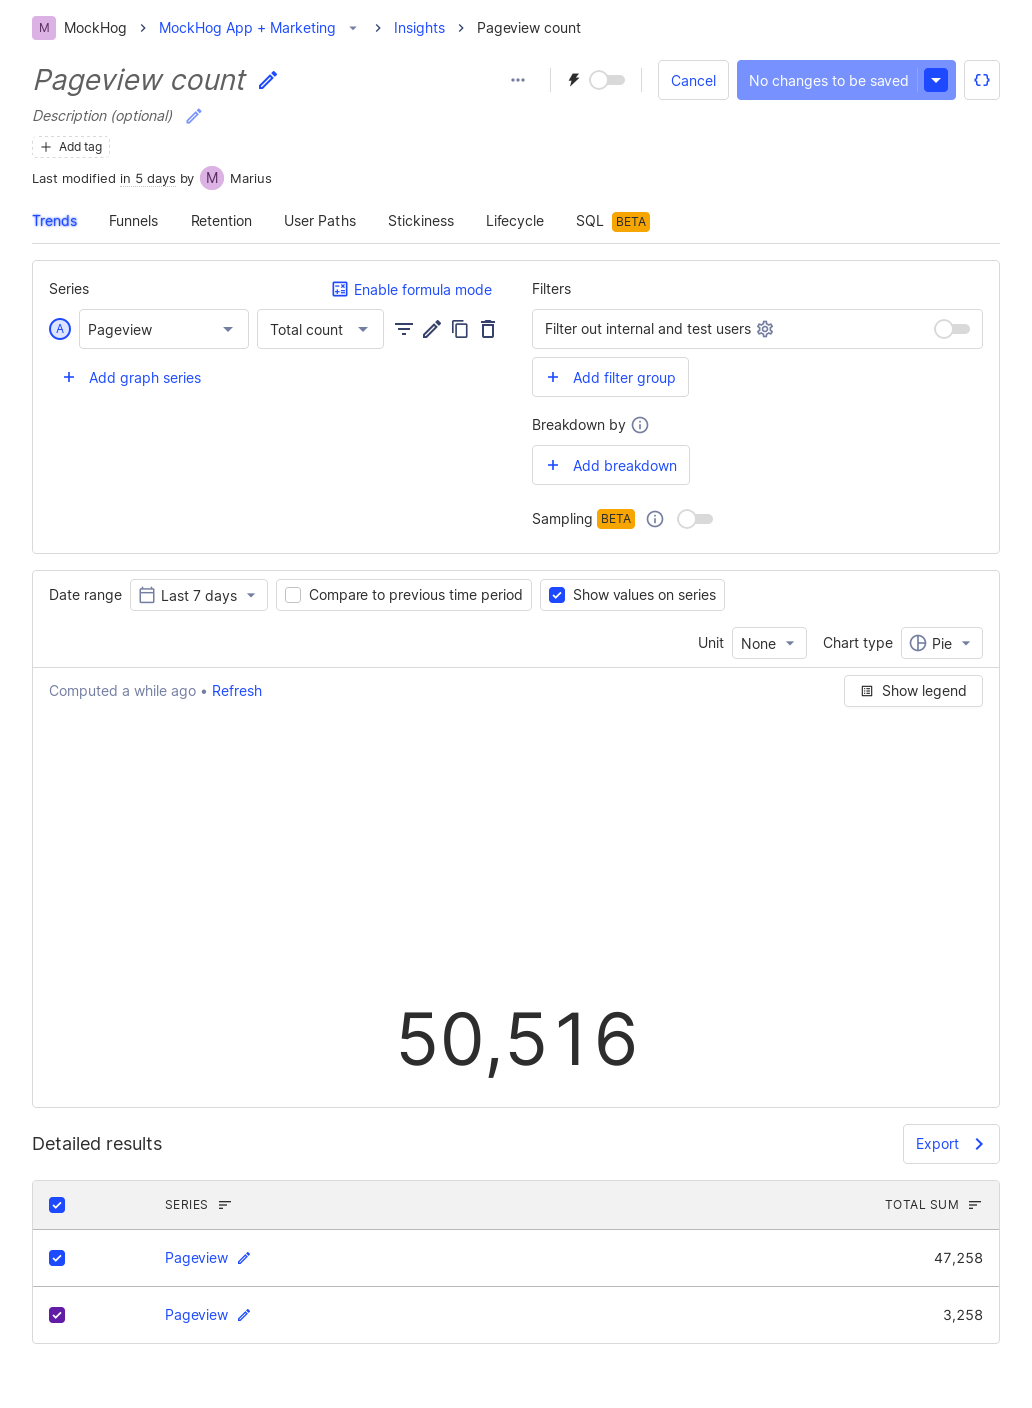 M MockHog MockHog App + Marketing Insights Pageview count
Pageview count
Cancel No changes to be saved
Description (optional)
Add tag
Last modified in 5 days by M Marius
Trends Funnels Retention User Paths Stickiness Lifecycle SQL BETA
Series Enable formula mode Filters
A Pageview Total count Filter out internal and test users
Add graph series Add filter group
Breakdown by
Add breakdown
Sampling BETA
Date range Last 7 days Compare to previous time period Show values on series
Unit None Chart type Pie
Computed a while ago • Refresh Show legend
50,516
Detailed results Export
SERIES TOTAL SUM
Pageview 47,258
Pageview 3,258